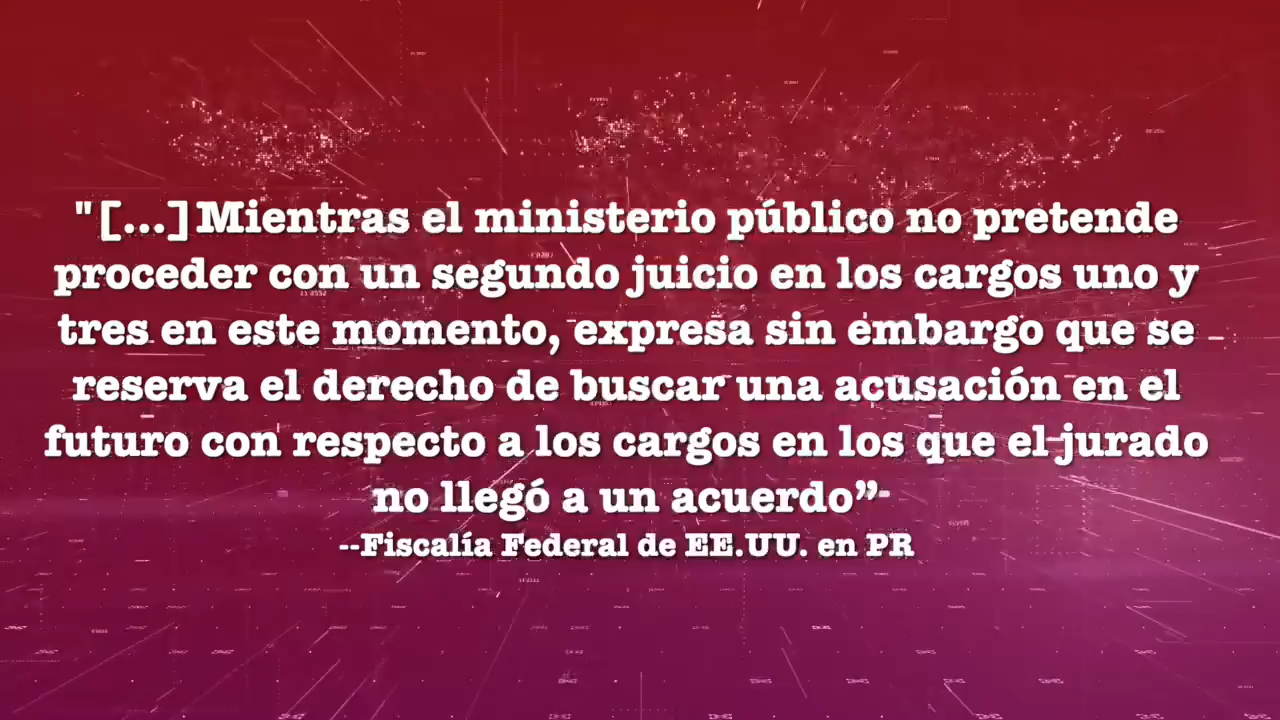 "[...]Mientras el ministerio público no pretende
proceder con un segundo juicio en los cargos uno y
tres en este momento, expresa sin embargo que se
reserva el derecho de buscar una acusación en el
futuro con respecto a los cargos en los que el jurado
no llegó a un acuerdo”
--Fiscalía Federal de EE.UU. en PR